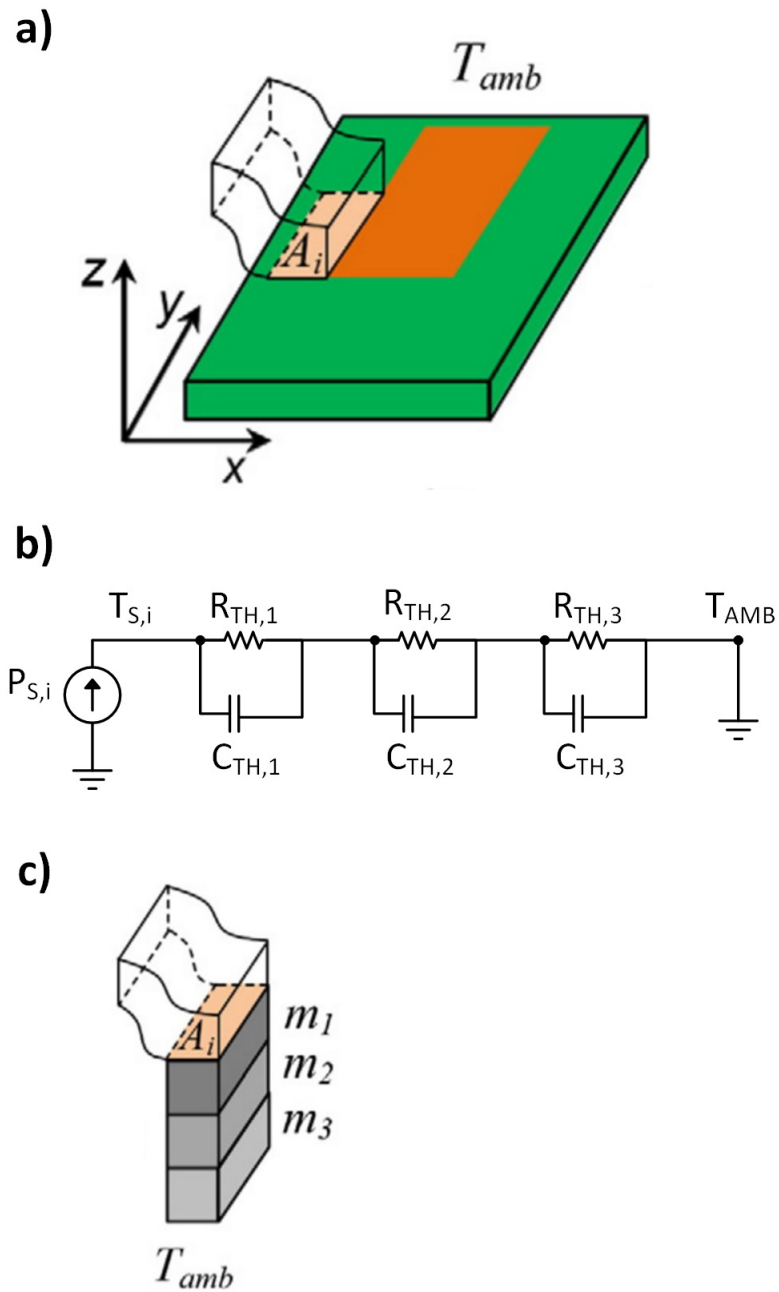 a)
T_amb
A_i
z
y
x
b)
T_S,i R_TH,1 R_TH,2 R_TH,3 T_AMB
P_S,i
C_TH,1 C_TH,2 C_TH,3
c)
m_1
A_i
m_2
m_3
T_amb